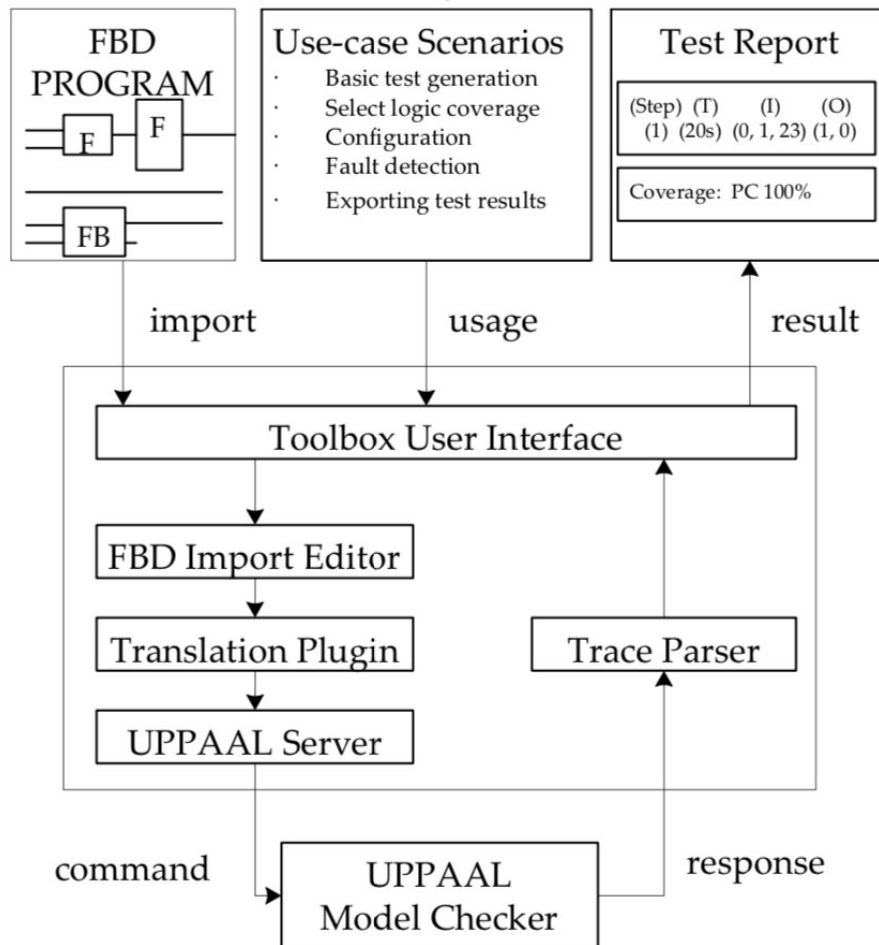 FBD
PROGRAM
F
F
FB
Use-case Scenarios
· Basic test generation
· Select logic coverage
· Configuration
· Fault detection
· Exporting test results
Test Report
(Step) (T) (I) (O)
(1) (20s) (0, 1, 23) (1, 0)
Coverage: PC 100%
import
usage
result
Toolbox User Interface
FBD Import Editor
Translation Plugin
Trace Parser
UPPAAL Server
command
response
UPPAAL
Model Checker